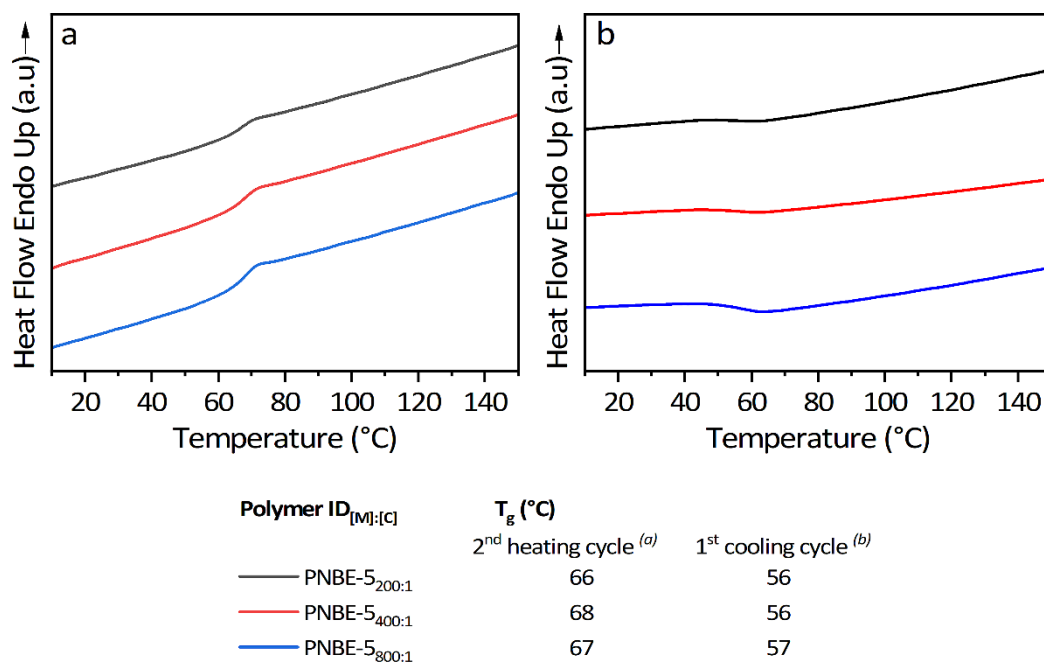 a
Heat Flow Endo Up (a.u) →
20 40 60 80 100 120 140
Temperature (°C)
b
Heat Flow Endo Up (a.u) →
20 40 60 80 100 120 140
Temperature (°C)
Polymer ID[M]:[C] Tg (°C)
2nd heating cycle (a) 1st cooling cycle (b)
PNBE-5200:1 66 56
PNBE-5400:1 68 56
PNBE-5800:1 67 57